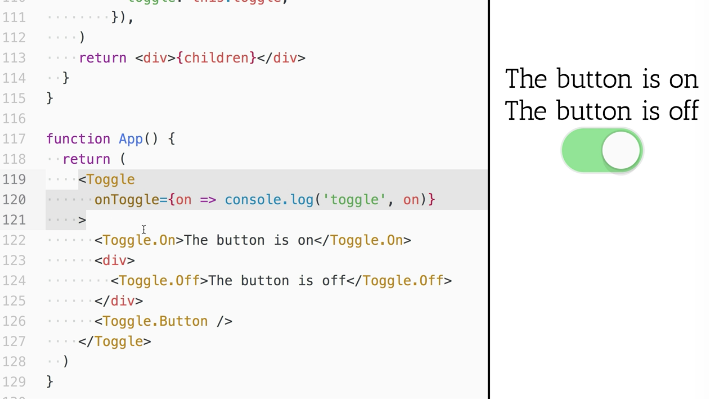 110 toggle: this.toggle,
111 }),
112 )
113 return <div>{children}</div>
114 }
115 }
116
117 function App() {
118 return (
119 <Toggle
120 onToggle={on => console.log('toggle', on)}
121 >
122 <Toggle.On>The button is on</Toggle.On>
123 <div>
124 <Toggle.Off>The button is off</Toggle.Off>
125 </div>
126 <Toggle.Button />
127 </Toggle>
128 )
129 }
The button is on
The button is off